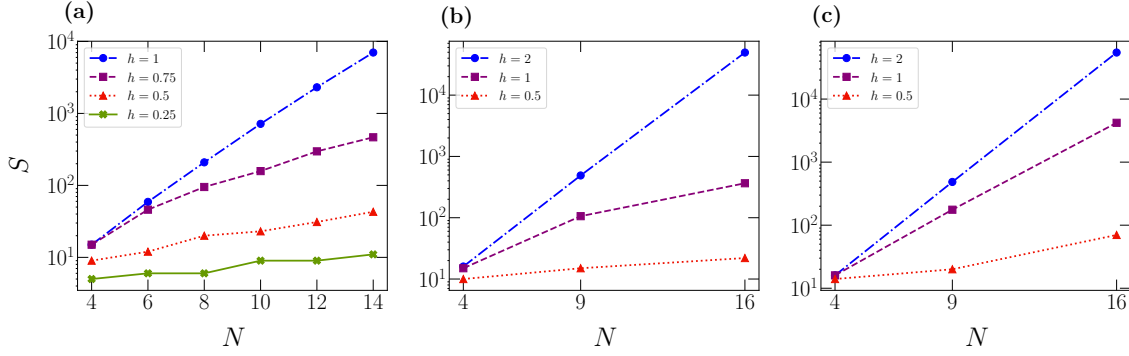 (a)
S
10^4
10^3
10^2
10^1
h = 1
h = 0.75
h = 0.5
h = 0.25
4 6 8 10 12 14
N
(b)
10^4
10^3
10^2
10^1
h = 2
h = 1
h = 0.5
4 9 16
N
(c)
10^4
10^3
10^2
10^1
h = 2
h = 1
h = 0.5
4 9 16
N